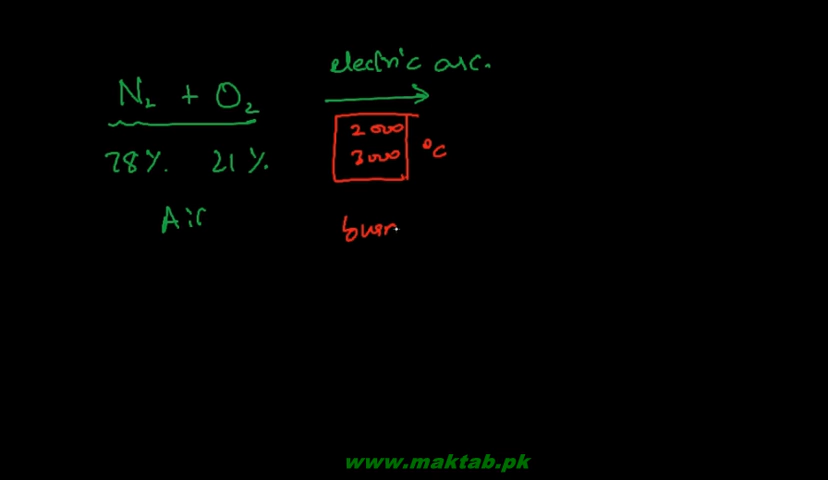 electric arc.
N₂ + O₂
2000
3000 °C
78%. 21%.
Air
burn
www.maktab.pk